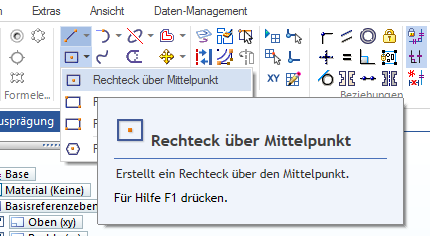 Extras Ansicht Daten-Management
Formele...
Rechteck über Mittelpunkt
Beziehungen
Rechteck über Mittelpunkt
Erstellt ein Rechteck über den Mittelpunkt.
Für Hilfe F1 drücken.
usprägung
Base
Material (Keine)
Basisreferenzeben
Oben (xy)
XY